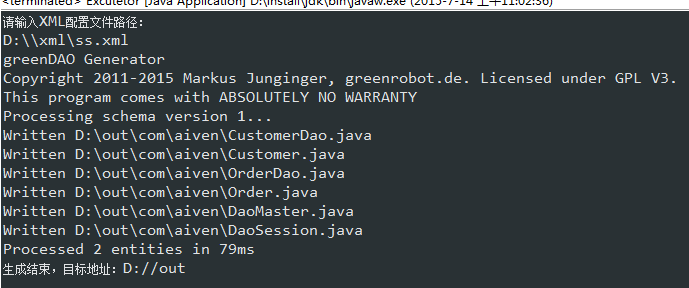 <terminated> Excutetor [Java Application] D:\install\jdk\bin\javaw.exe (2015-7-14 上午11:02:36)
请输入XML配置文件路径:
D:\\xml\ss.xml
greenDAO Generator
Copyright 2011-2015 Markus Junginger, greenrobot.de. Licensed under GPL V3.
This program comes with ABSOLUTELY NO WARRANTY
Processing schema version 1...
Written D:\out\com\aiven\CustomerDao.java
Written D:\out\com\aiven\Customer.java
Written D:\out\com\aiven\OrderDao.java
Written D:\out\com\aiven\Order.java
Written D:\out\com\aiven\DaoMaster.java
Written D:\out\com\aiven\DaoSession.java
Processed 2 entities in 79ms
生成结束，目标地址：D://out